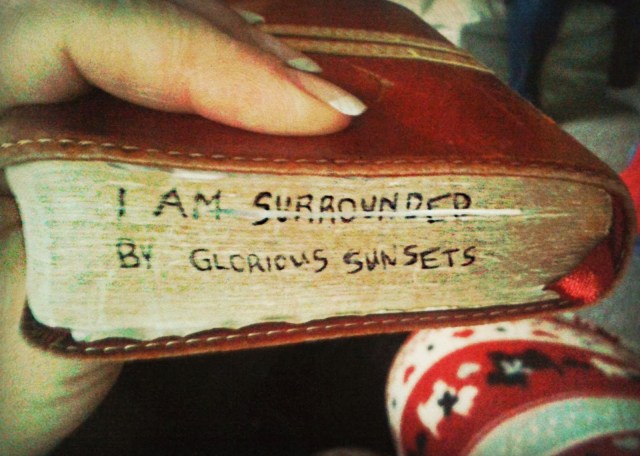 I AM SURROUNDED
BY GLORIOUS SUNSETS